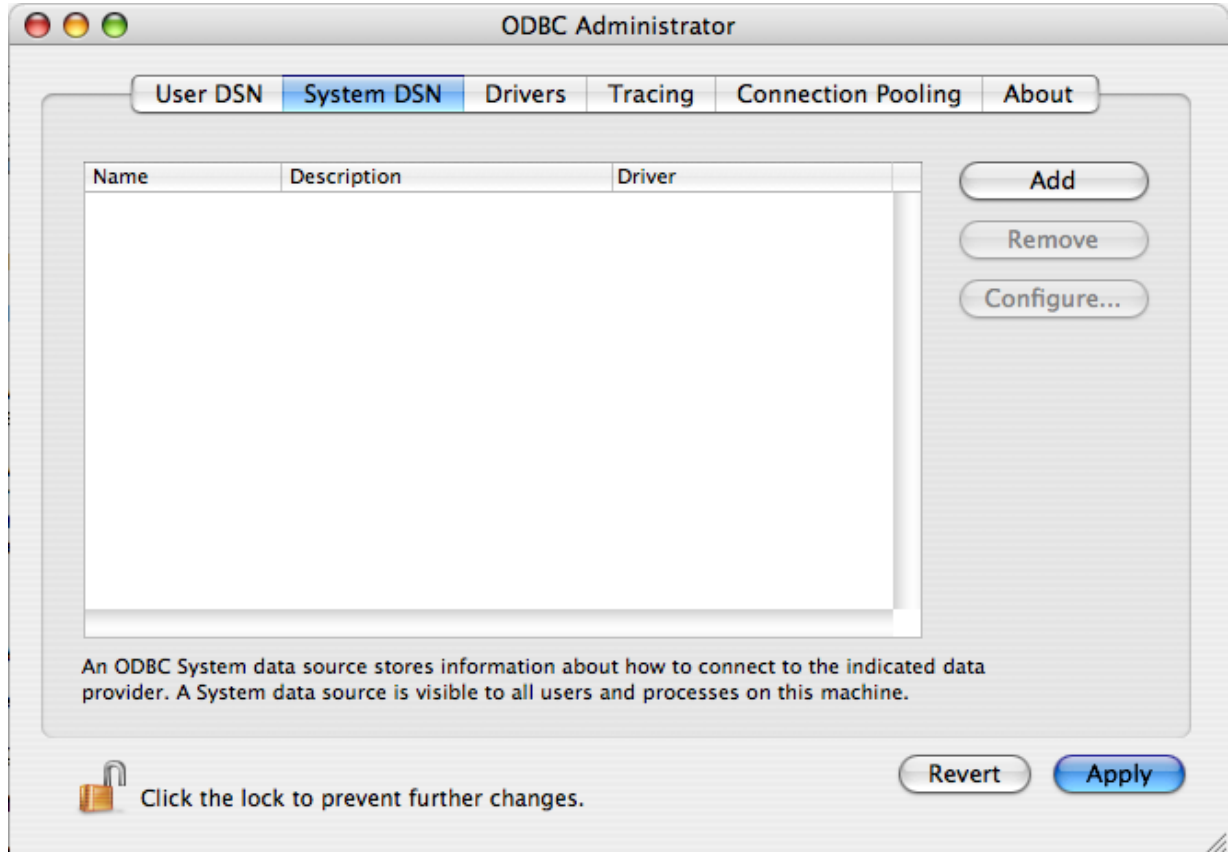 ODBC Administrator
User DSN System DSN Drivers Tracing Connection Pooling About
Name Description Driver
Add
Remove
Configure...
An ODBC System data source stores information about how to connect to the indicated data
provider. A System data source is visible to all users and processes on this machine.
Click the lock to prevent further changes.
Revert Apply